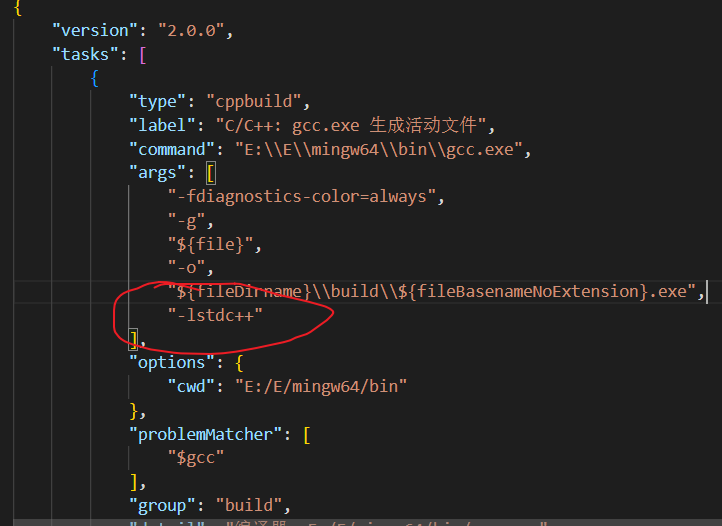 {
"version": "2.0.0",
"tasks": [
{
"type": "cppbuild",
"label": "C/C++: gcc.exe 生成活动文件",
"command": "E:\\E\\mingw64\\bin\\gcc.exe",
"args": [
"-fdiagnostics-color=always",
"-g",
"${file}",
"-o",
"${fileDirname}\\build\\${fileBasenameNoExtension}.exe",
"-lstdc++"
],
"options": {
"cwd": "E:/E/mingw64/bin"
},
"problemMatcher": [
"$gcc"
],
"group": "build",